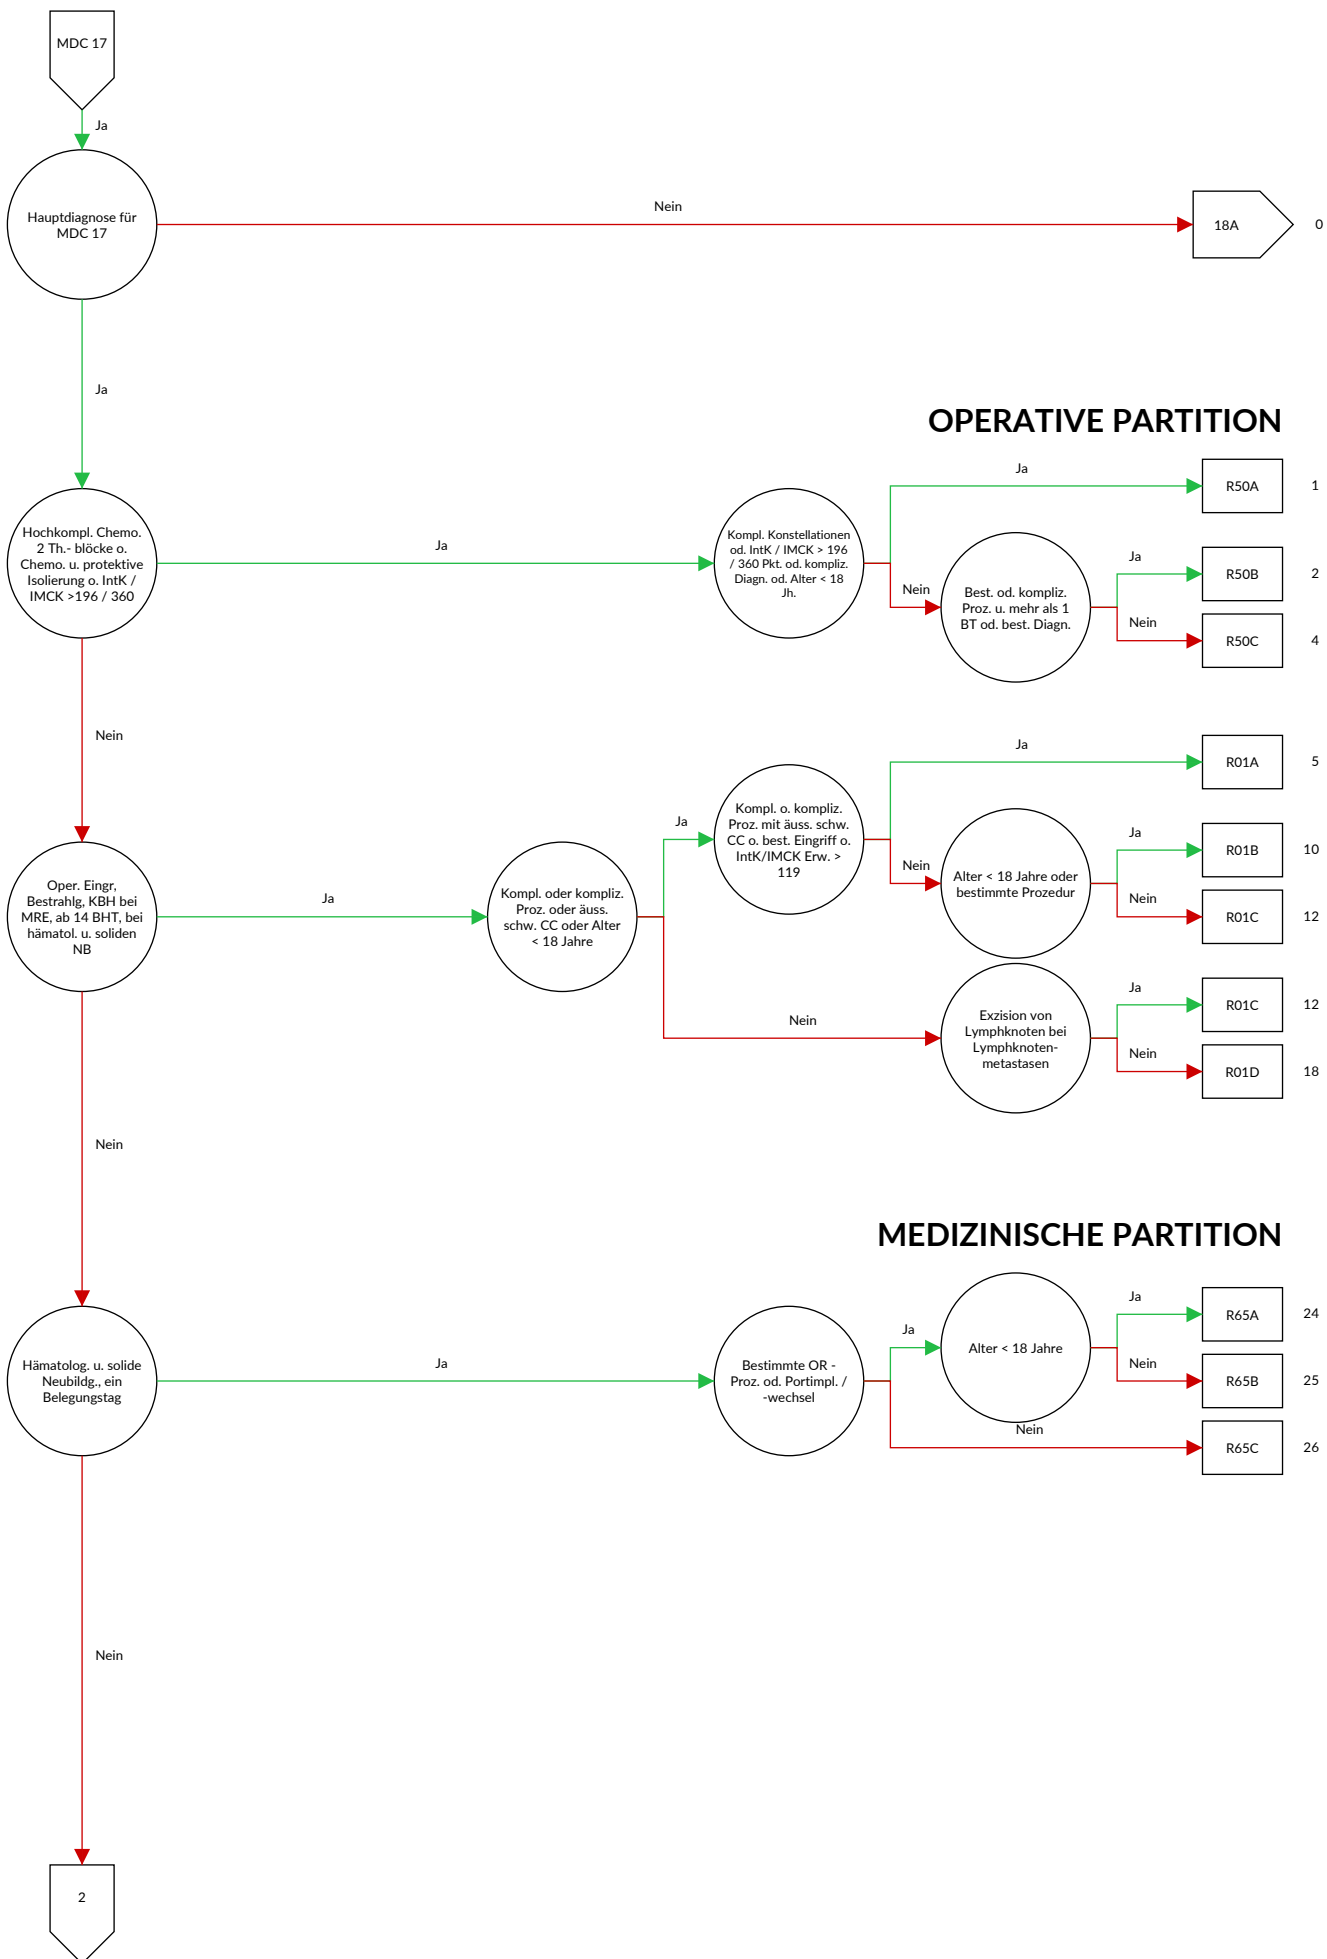 MDC 17
Ja
Hauptdiagnose für
MDC 17
Nein
18A
0
Ja
OPERATIVE PARTITION
Hochkompl. Chemo.
2 Th.- blöcke o.
Chemo. u. protektive
Isolierung o. IntK /
IMCK >196 / 360
Ja
Kompl. Konstellationen
od. IntK / IMCK > 196
/ 360 Pkt. od. kompliz.
Diagn. od. Alter < 18
Jh.
Ja
R50A
1
Nein
Best. od. kompliz.
Proz. u. mehr als 1
BT od. best. Diagn.
Ja
R50B
2
Nein
R50C
4
Nein
Oper. Eingr,
Bestrahlg, KBH bei
MRE, ab 14 BHT, bei
hämatol. u. soliden
NB
Ja
Kompl. oder kompliz.
Proz. oder äuss.
schw. CC oder Alter
< 18 Jahre
Ja
Kompl. o. kompliz.
Proz. mit äuss. schw.
CC o. best. Eingriff o.
IntK/IMCK Erw. >
119
Ja
R01A
5
Nein
Alter < 18 Jahre oder
bestimmte Prozedur
Ja
R01B
10
Nein
R01C
12
Nein
Exzision von
Lymphknoten bei
Lymphknoten-
metastasen
Ja
R01C
12
Nein
R01D
18
Nein
MEDIZINISCHE PARTITION
Hämatolog. u. solide
Neubildg., ein
Belegungstag
Ja
Bestimmte OR -
Proz. od. Portimpl. /
-wechsel
Ja
Alter < 18 Jahre
Ja
R65A
24
Nein
R65B
25
Nein
R65C
26
Nein
2